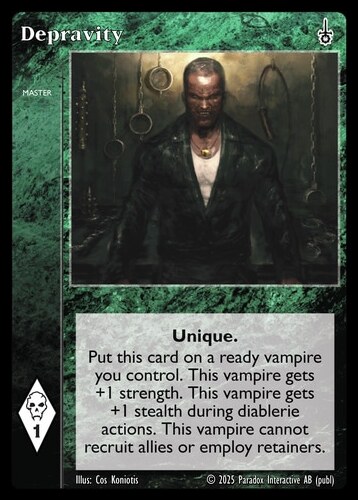 Depravity
MASTER
Unique.
Put this card on a ready vampire
you control. This vampire gets
+1 strength. This vampire gets
+1 stealth during diablerie
actions. This vampire cannot
recruit allies or employ retainers.
1
Illus: Cos Koniotis © 2025 Paradox Interactive AB (publ)